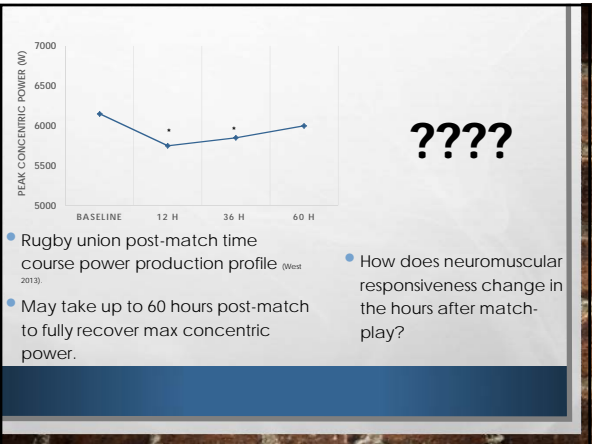 7000
6500
6000
5500
5000
PEAK CONCENTRIC POWER (W)
* *
BASELINE 12 H 36 H 60 H
????
Rugby union post-match time
course power production profile (West
2013).
May take up to 60 hours post-match
to fully recover max concentric
power.
How does neuromuscular
responsiveness change in
the hours after match-
play?